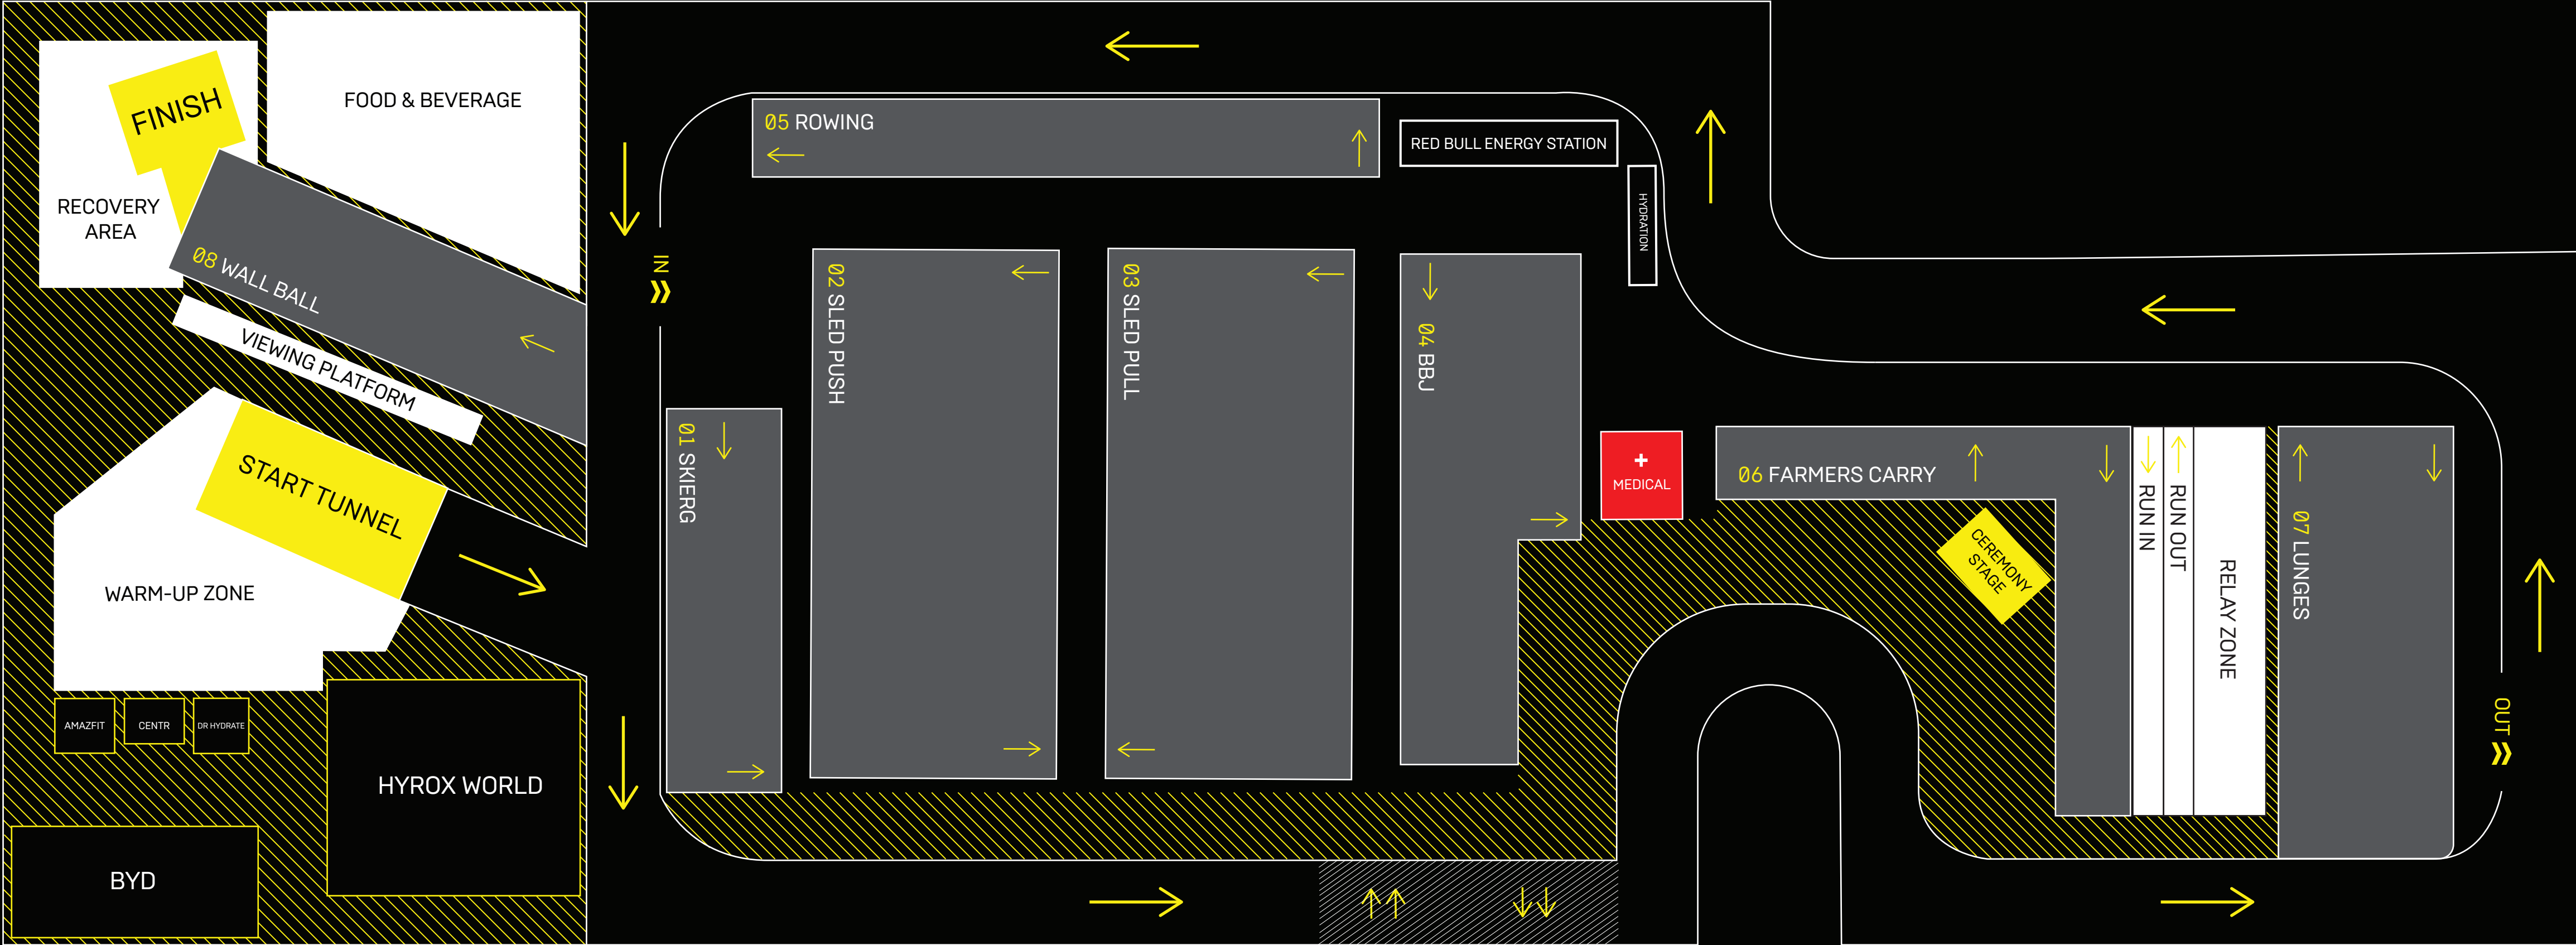 FINISH
FOOD & BEVERAGE
RECOVERY
AREA
08 WALL BALL
VIEWING PLATFORM
START TUNNEL
WARM-UP ZONE
AMAZFIT
CENTR
DR HYDRATE
HYROX WORLD
BYD
IN
05 ROWING
RED BULL ENERGY STATION
HYDRATION
01 SKIERG
02 SLED PUSH
03 SLED PULL
04 BBJ
+
MEDICAL
06 FARMERS CARRY
CEREMONY
STAGE
RUN IN
RUN OUT
RELAY ZONE
07 LUNGES
OUT